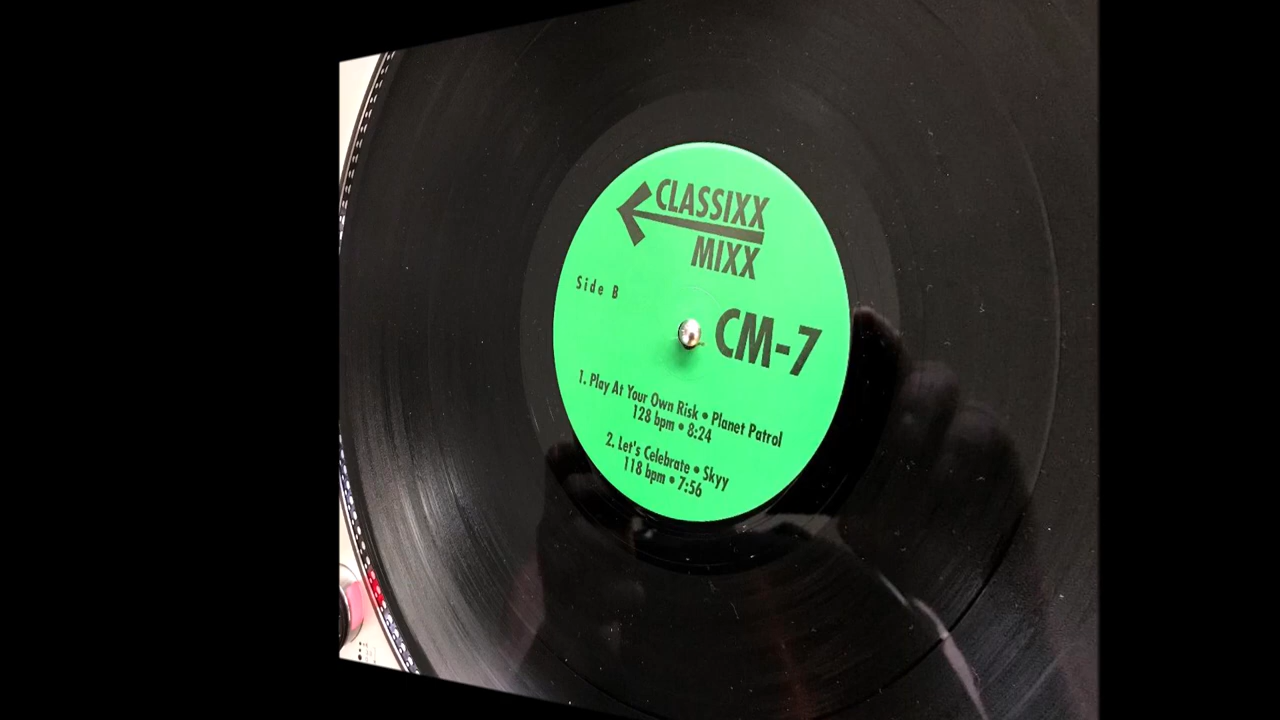 CLASSIXX
MIXX
Side B
CM-7
1. Play At Your Own Risk • Planet Patrol
128 bpm • 8:24
2. Let's Celebrate • Skyy
118 bpm • 7:56